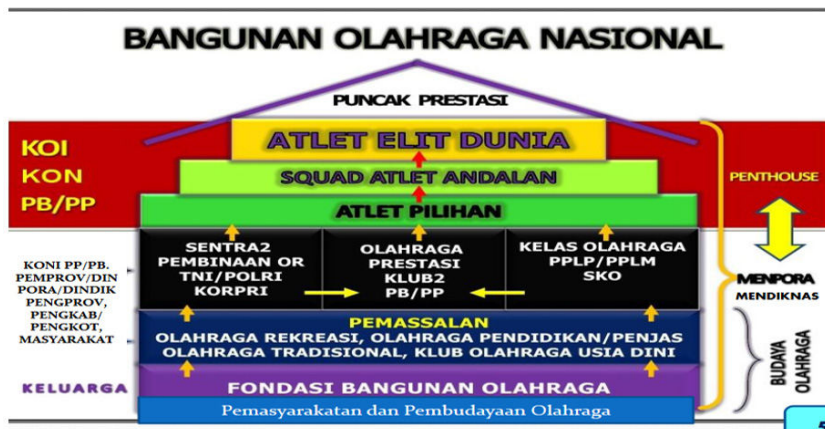 BANGUNAN OLAHRAGA NASIONAL
PUNCAK PRESTASI
KOI
KON
PB/PP
ATLET ELIT DUNIA
SQUAD ATLET ANDALAN
ATLET PILIHAN
PENTHOUSE
KONI PP/PB.
PEMPROV/DIN
PORA/DINDIK
PENGPROV,
PENGKAB/
PENGKOT,
MASYARAKAT
SENTRA2
PEMBINAAN OR
TNI/POLRI
KORPRI
OLAHRAGA
PRESTASI
KLUB2
PB/PP
KELAS OLAHRAGA
PPLP/PPLM
SKO
MENPORA
MENDIKNAS
PEMASSALAN
OLAHRAGA REKREASI, OLAHRAGA PENDIDIKAN/PENJAS
OLAHRAGA TRADISIONAL, KLUB OLAHRAGA USIA DINI
BUDAYA
OLAHRAGA
KELUARGA
FONDASI BANGUNAN OLAHRAGA
Pemasyarakatan dan Pembudayaan Olahraga